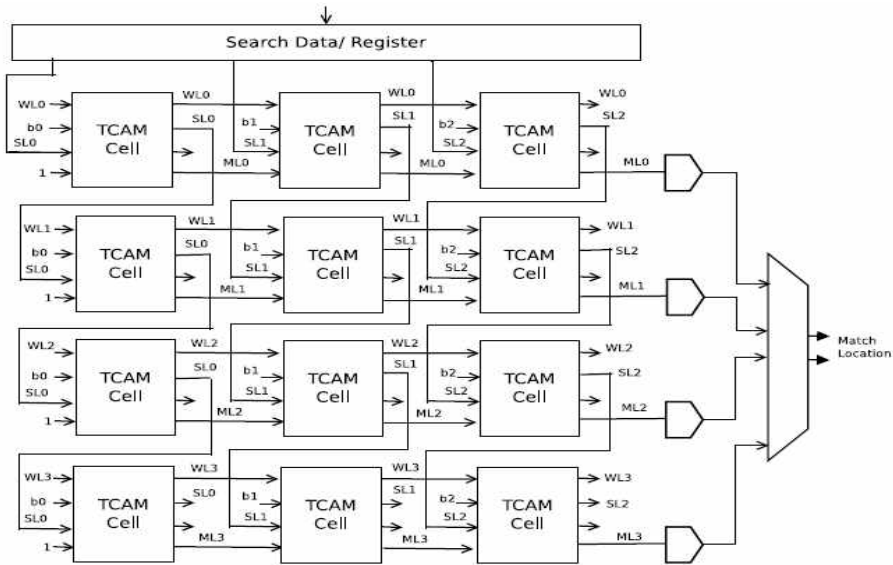 Search Data/ Register
WL0 WL0 WL0 WL0
b0 TCAM Cell SL0 b1 TCAM Cell SL1 b2 TCAM Cell SL2
SL0 SL1 SL2
1 ML0 ML0 ML0
WL1 WL1 WL1 WL1
b0 TCAM Cell SL0 b1 TCAM Cell SL1 b2 TCAM Cell SL2
SL0 SL1 SL2
1 ML1 ML1 ML1
WL2 WL2 WL2 WL2
b0 TCAM Cell SL0 b1 TCAM Cell SL1 b2 TCAM Cell SL2
SL0 SL1 SL2
1 ML2 ML2 ML2
WL3 WL3 WL3 WL3
b0 TCAM Cell SL0 b1 TCAM Cell SL1 b2 TCAM Cell SL2
SL0 SL1 SL2
1 ML3 ML3 ML3
Match
Location